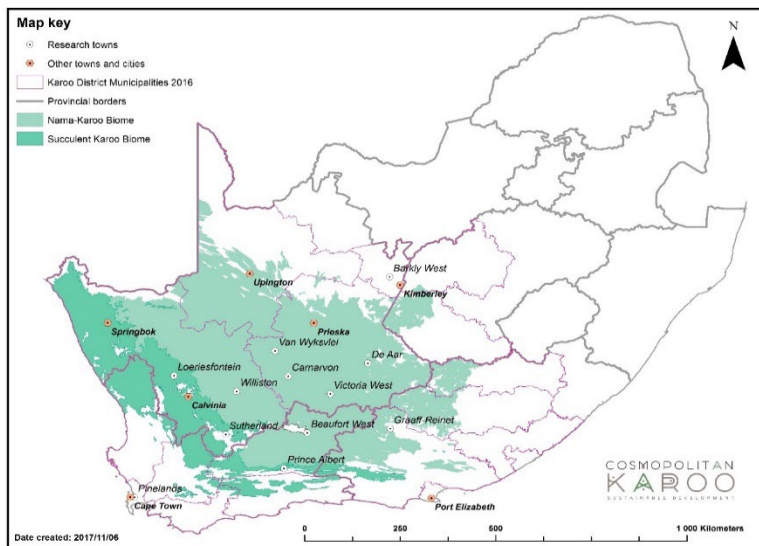 Map key
Research towns
Other towns and cities
Karoo District Municipalities 2016
Provincial borders
Nama-Karoo Biome
Succulent Karoo Biome
N
Barkly West
Upington
Kimberley
Springbok
Prieska
Van Wyksvlei
De Aar
Loeriesfontein
Carnarvon
Williston
Victoria West
Calvinia
Sutherland
Beaufort West
Graaff-Reinet
Prince Albert
COSMOPOLITAN
KAROO
SUSTAINABLE DEVELOPMENT
Pinelands
Cape Town
Port Elizabeth
Date created: 2017/11/06
0 250 500 1 000 Kilometers